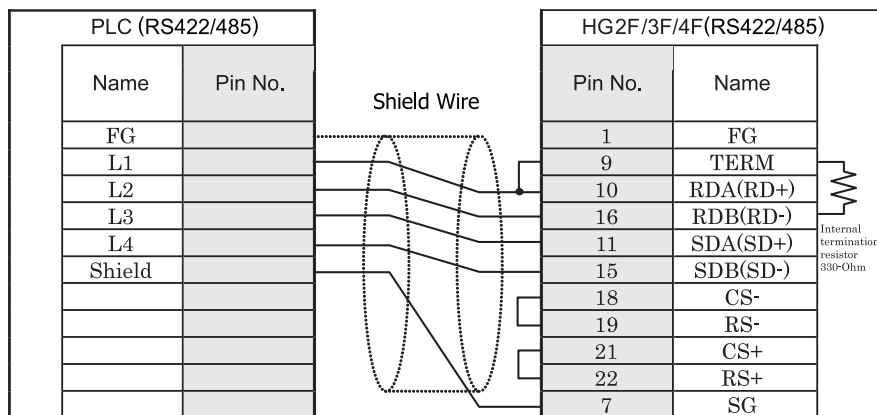 PLC (RS422/485)
HG2F/3F/4F(RS422/485)
Name Pin No.
Shield Wire
Pin No. Name
FG
1 FG
L1
9 TERM
L2
10 RDA(RD+)
L3
16 RDB(RD-)
L4
11 SDA(SD+)
Shield
15 SDB(SD-)
Internal
termination
resistor
330-Ohm
18 CS-
19 RS-
21 CS+
22 RS+
7 SG